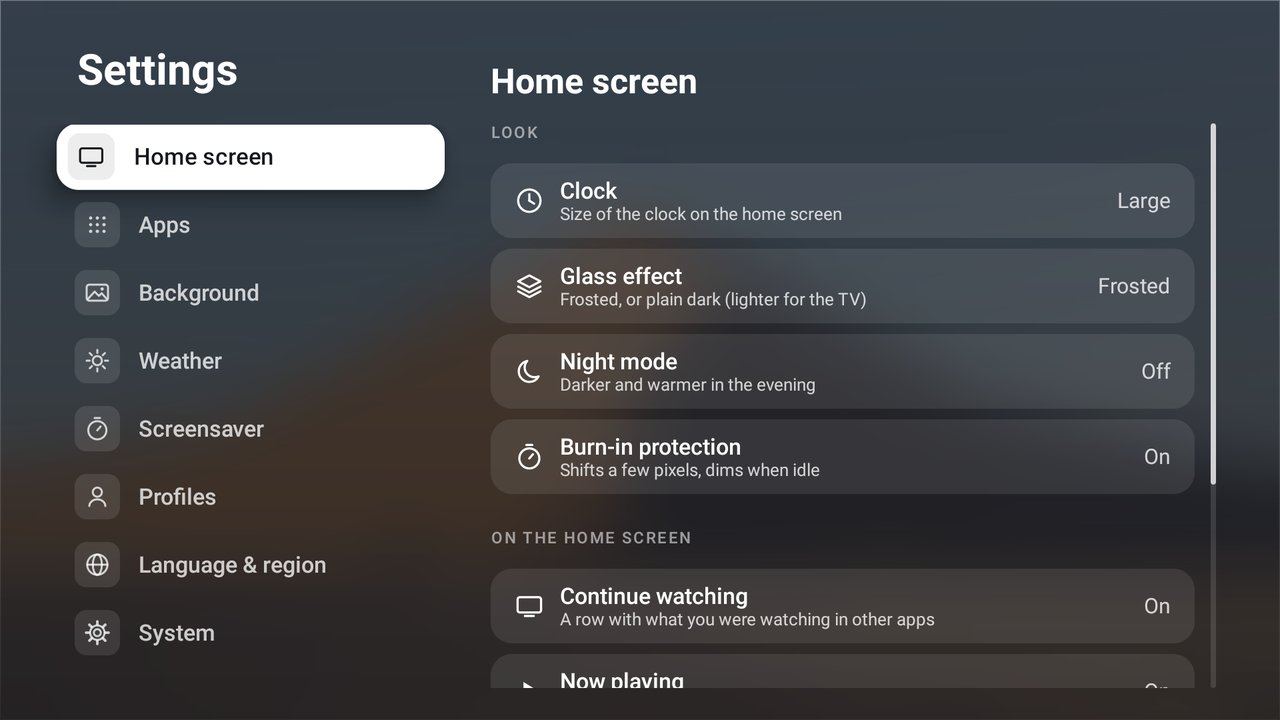 Settings
Home screen
Apps
Background
Weather
Screensaver
Profiles
Language & region
System
Home screen
LOOK
Clock
Size of the clock on the home screen
Large
Glass effect
Frosted, or plain dark (lighter for the TV)
Frosted
Night mode
Darker and warmer in the evening
Off
Burn-in protection
Shifts a few pixels, dims when idle
On
ON THE HOME SCREEN
Continue watching
A row with what you were watching in other apps
On
Now playing
On